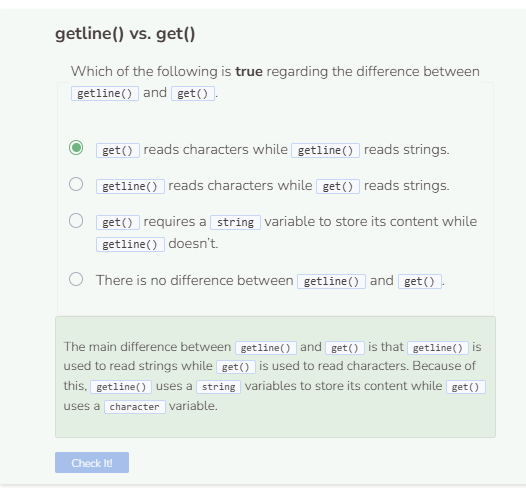 getline() vs. get()
Which of the following is true regarding the difference between
getline() and get().
get() reads characters while getline() reads strings.
getline() reads characters while get() reads strings.
get() requires a string variable to store its content while
getline() doesn't.
There is no difference between getline() and get().
The main difference between getline() and get() is that getline() is
used to read strings while get() is used to read characters. Because of
this, getline() uses a string variables to store its content while get()
uses a character variable.
Check It!